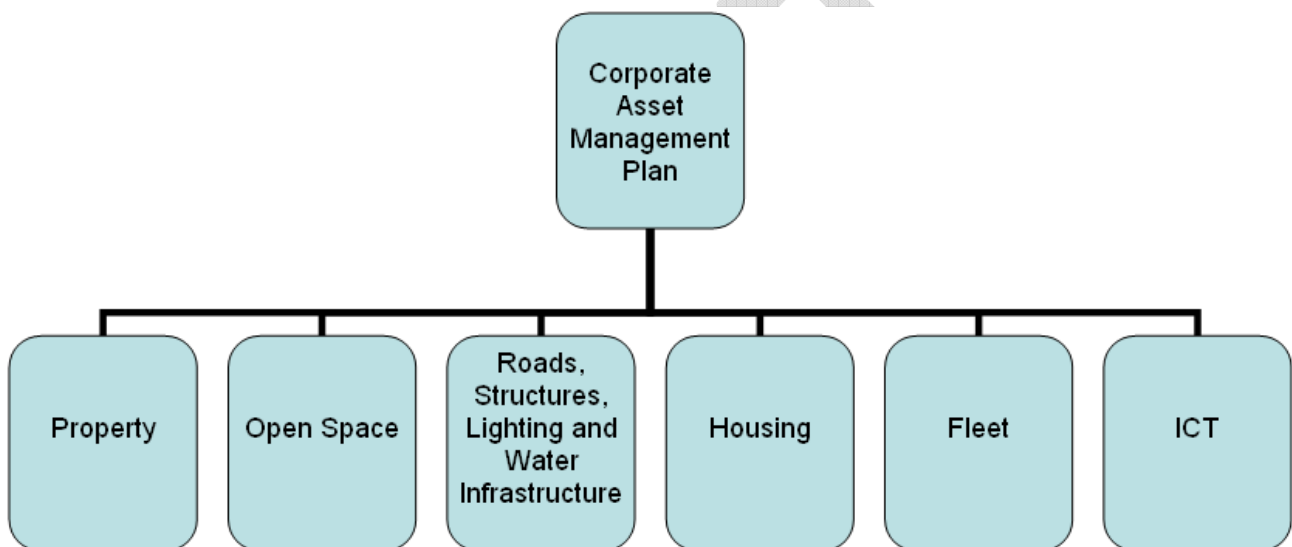 Corporate
Asset
Management
Plan
Property
Open Space
Roads,
Structures,
Lighting and
Water
Infrastructure
Housing
Fleet
ICT